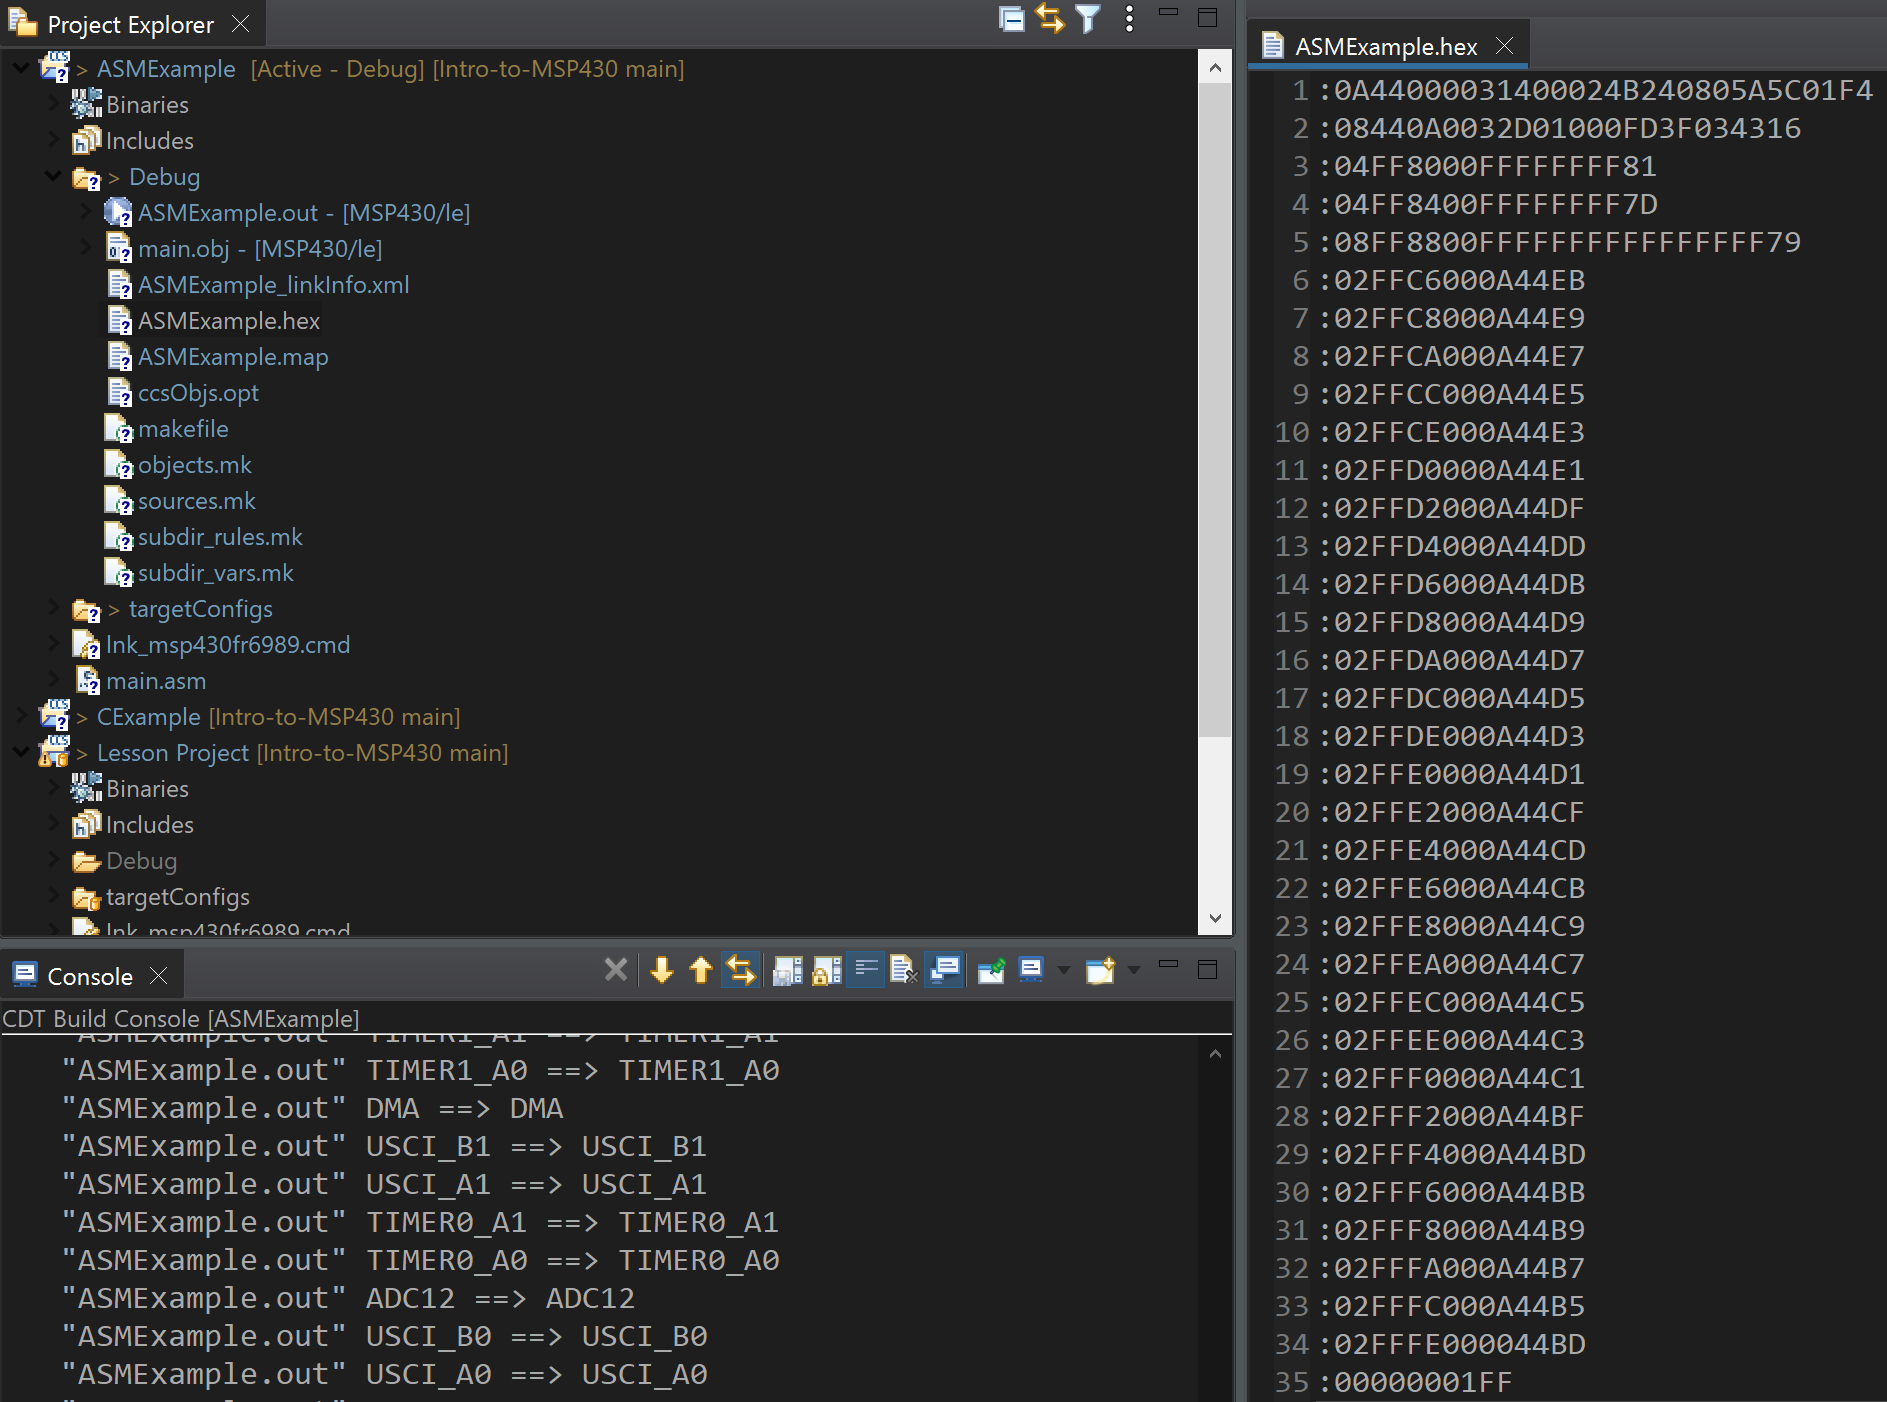 Project Explorer
> ASMExample [Active - Debug] [Intro-to-MSP430 main]
Binaries
Includes
> Debug
ASMExample.out - [MSP430/le]
main.obj - [MSP430/le]
ASMExample_linkInfo.xml
ASMExample.hex
ASMExample.map
ccsObjs.opt
makefile
objects.mk
sources.mk
subdir_rules.mk
subdir_vars.mk
> targetConfigs
lnk_msp430fr6989.cmd
main.asm
> CExample [Intro-to-MSP430 main]
> Lesson Project [Intro-to-MSP430 main]
Binaries
Includes
Debug
targetConfigs
lnk_msp430fr6989.cmd
Console
CDT Build Console [ASMExample]
"ASMExample.out" TIMER1_A1 ==> TIMER1_A1
"ASMExample.out" TIMER1_A0 ==> TIMER1_A0
"ASMExample.out" DMA ==> DMA
"ASMExample.out" USCI_B1 ==> USCI_B1
"ASMExample.out" USCI_A1 ==> USCI_A1
"ASMExample.out" TIMER0_A1 ==> TIMER0_A1
"ASMExample.out" TIMER0_A0 ==> TIMER0_A0
"ASMExample.out" ADC12 ==> ADC12
"ASMExample.out" USCI_B0 ==> USCI_B0
"ASMExample.out" USCI_A0 ==> USCI_A0
ASMExample.hex
1 :0A44000031400024B240805A5C01F4
2 :08440A0032D01000FD3F034316
3 :04FF8000FFFFFFFF81
4 :04FF8400FFFFFFFF7D
5 :08FF8800FFFFFFFFFFFFFFFF79
6 :02FFC6000A44EB
7 :02FFC8000A44E9
8 :02FFCA000A44E7
9 :02FFCC000A44E5
10 :02FFCE000A44E3
11 :02FFD0000A44E1
12 :02FFD2000A44DF
13 :02FFD4000A44DD
14 :02FFD6000A44DB
15 :02FFD8000A44D9
16 :02FFDA000A44D7
17 :02FFDC000A44D5
18 :02FFDE000A44D3
19 :02FFE0000A44D1
20 :02FFE2000A44CF
21 :02FFE4000A44CD
22 :02FFE6000A44CB
23 :02FFE8000A44C9
24 :02FFEA000A44C7
25 :02FFEC000A44C5
26 :02FFEE000A44C3
27 :02FFF0000A44C1
28 :02FFF2000A44BF
29 :02FFF4000A44BD
30 :02FFF6000A44BB
31 :02FFF8000A44B9
32 :02FFFA000A44B7
33 :02FFFC000A44B5
34 :02FFFE000044BD
35 :00000001FF